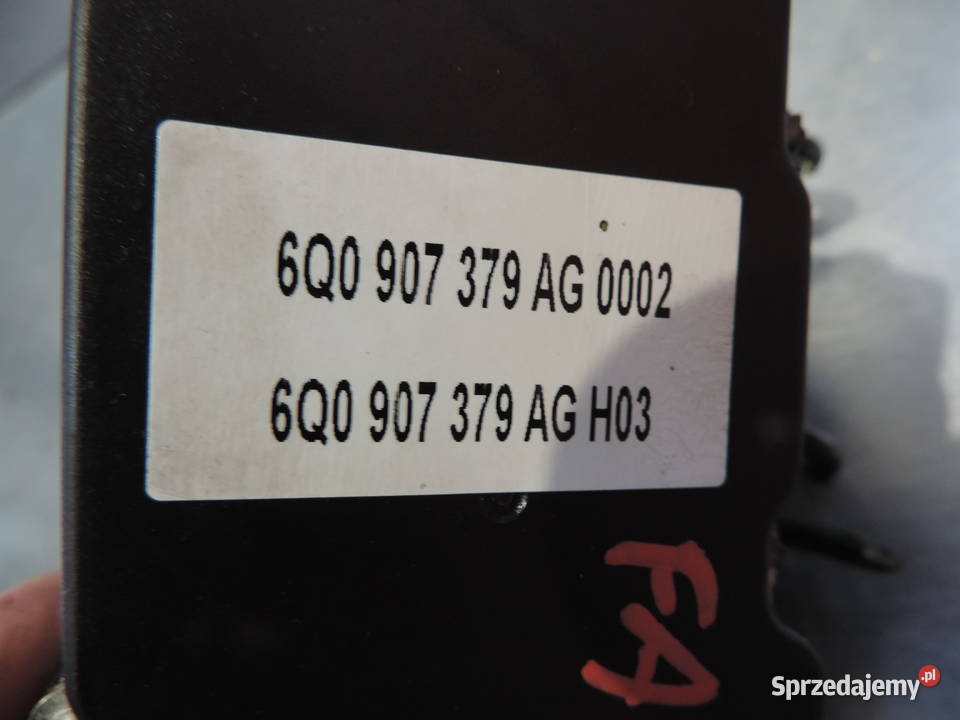 6Q0 907 379 AG 0002
6Q0 907 379 AG H03
FA
Sprzedajemy.pl